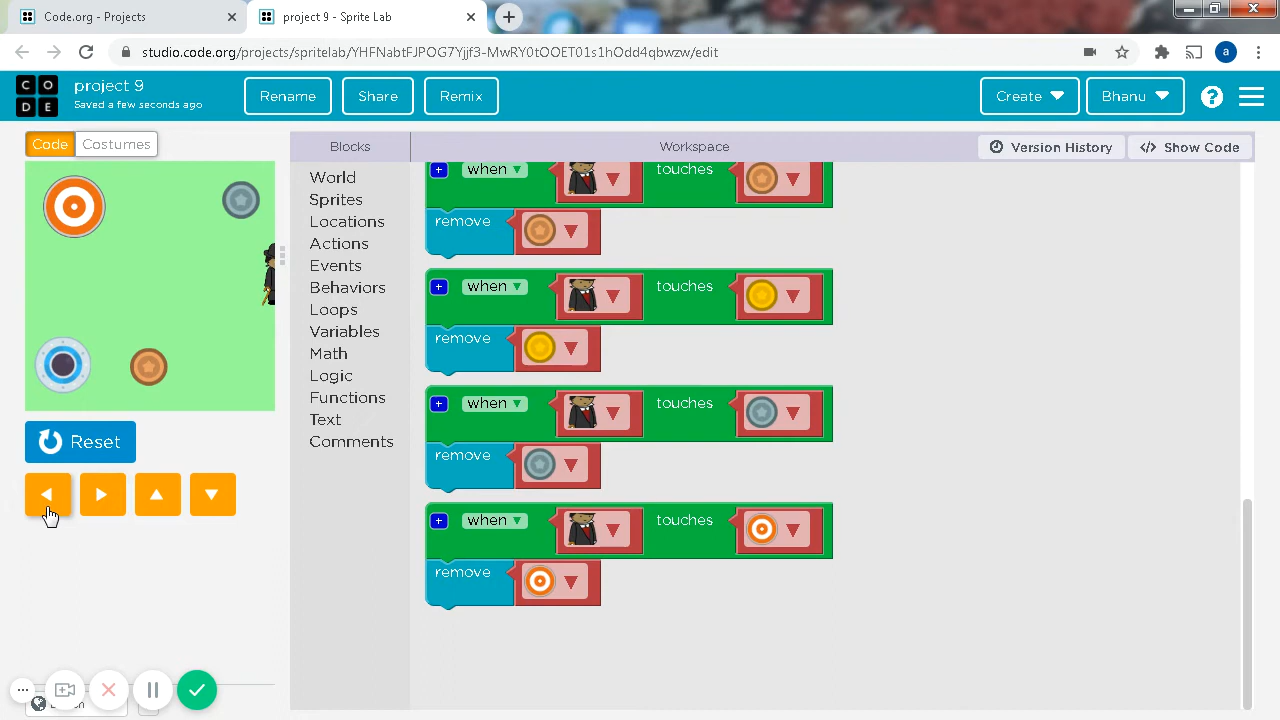 Code.org - Projects
project 9 - Sprite Lab
studio.code.org/projects/spritelab/YHFNabtFJPOG7Yjif3-MwRY0tOOET01s1hOdd4qbwzw/edit
a
CODE
project 9
Saved a few seconds ago
Rename
Share
Remix
Create
Bhanu
?
Code
Costumes
Blocks
Workspace
Version History
</> Show Code
World
Sprites
Locations
Actions
Events
Behaviors
Loops
Variables
Math
Logic
Functions
Text
Comments
when touches
remove
when touches
remove
when touches
remove
when touches
remove
Reset